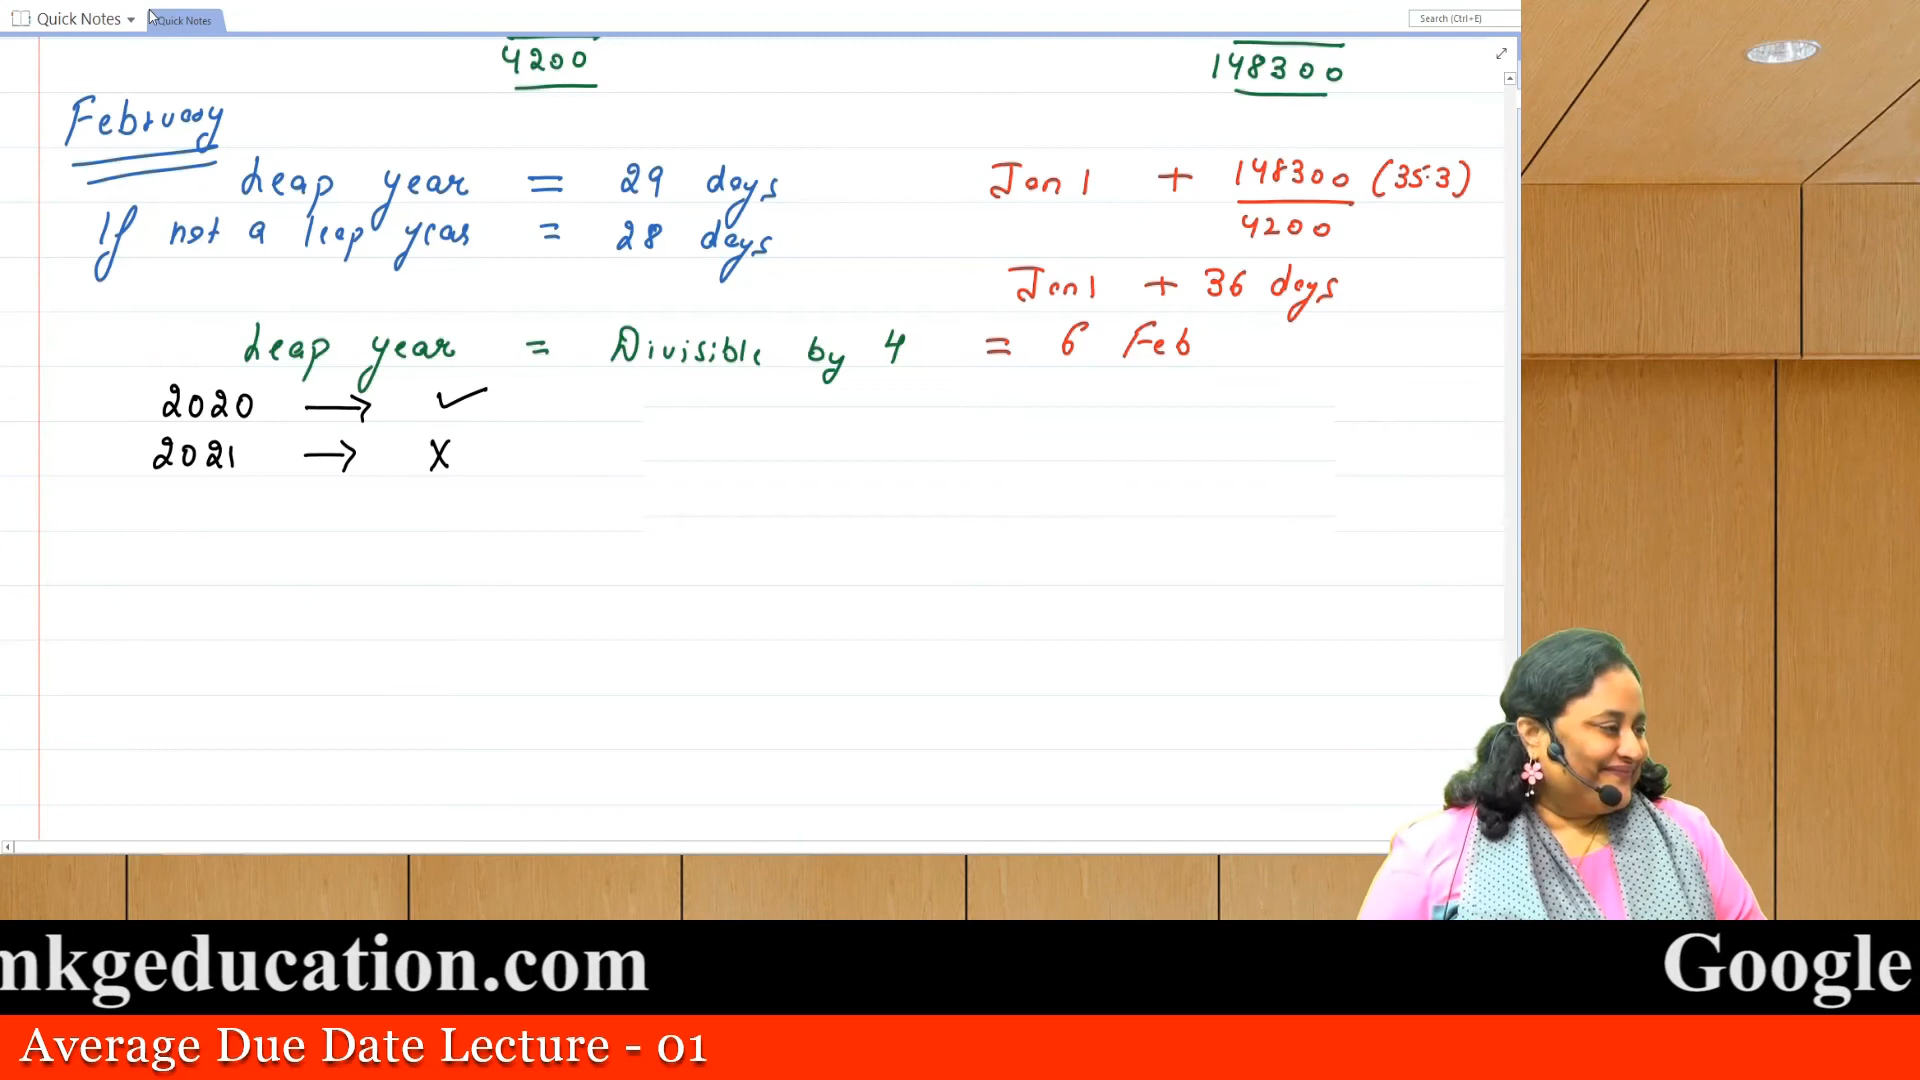 Quick Notes
Quick Notes
Search (Ctrl+E)
4200
148300
February
Leap year = 29 days
If not a leap year = 28 days
Leap year = Divisible by 4
2020 → ✓
2021 → X
Jan 1 + 148300 (35.3)
4200
Jan 1 + 36 days
= 6 Feb
mkgeducation.com
Google
Average Due Date Lecture - 01